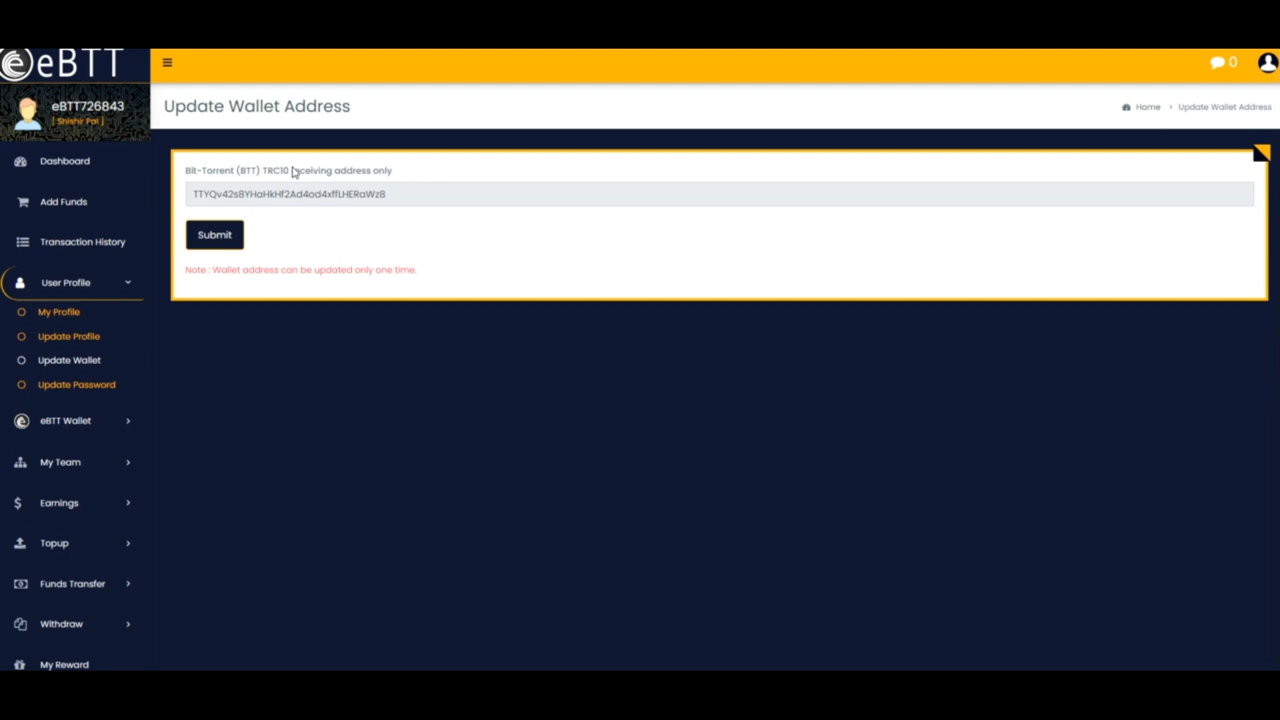 eBTT
0
eBTT726843
[ Shishir Pal ]
Update Wallet Address
Home > Update Wallet Address
Dashboard
Add Funds
Transaction History
User Profile
My Profile
Update Profile
Update Wallet
Update Password
eBTT Wallet
My Team
Earnings
Topup
Funds Transfer
Withdraw
My Reward
Bit-Torrent (BTT) TRC10 receiving address only
TTYQv42s8YHaHkHf2Ad4od4xffLHERaWz8
Submit
Note : Wallet address can be updated only one time.